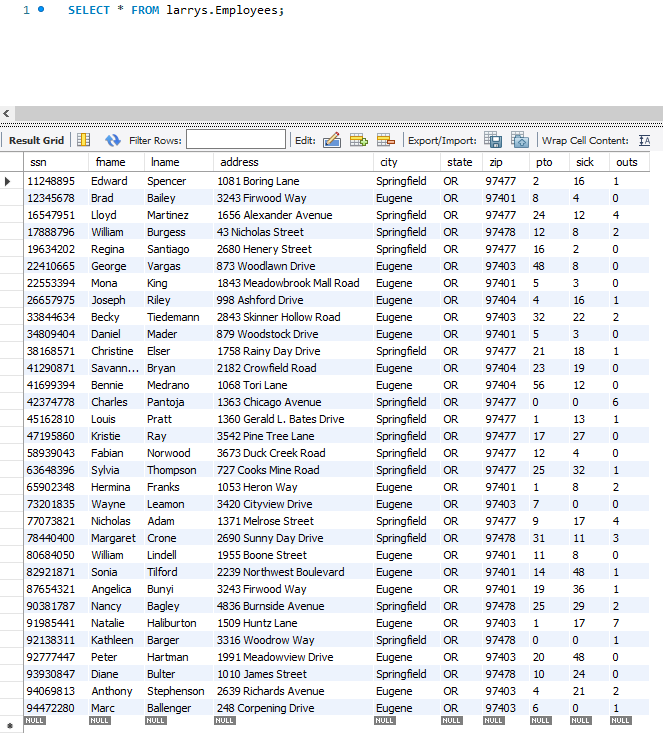 1 SELECT * FROM larrys.Employees;
Result Grid Filter Rows: Edit: Export/Import: Wrap Cell Content: IA
ssn fname lname address city state zip pto sick outs
11248895 Edward Spencer 1081 Boring Lane Springfield OR 97477 2 16 1
12345678 Brad Bailey 3243 Firwood Way Eugene OR 97401 8 4 0
16547951 Lloyd Martinez 1656 Alexander Avenue Springfield OR 97477 24 12 4
17888796 William Burgess 43 Nicholas Street Springfield OR 97478 12 8 2
19634202 Regina Santiago 2680 Henery Street Springfield OR 97477 16 2 0
22410665 George Vargas 873 Woodlawn Drive Eugene OR 97403 48 8 0
22553394 Mona King 1843 Meadowbrook Mall Road Eugene OR 97401 5 3 0
26657975 Joseph Riley 998 Ashford Drive Eugene OR 97404 4 16 1
33844634 Becky Tiedemann 2843 Skinner Hollow Road Eugene OR 97403 32 22 2
34809404 Daniel Mader 879 Woodstock Drive Eugene OR 97401 5 3 0
38168571 Christine Elser 1758 Rainy Day Drive Springfield OR 97477 21 18 1
41290871 Savann... Bryan 2182 Crowfield Road Eugene OR 97404 23 19 0
41699394 Bennie Medrano 1068 Tori Lane Eugene OR 97404 56 12 0
42374778 Charles Pantoja 1363 Chicago Avenue Springfield OR 97477 0 0 6
45162810 Louis Pratt 1360 Gerald L. Bates Drive Springfield OR 97477 1 13 1
47195860 Kristie Ray 3542 Pine Tree Lane Springfield OR 97477 17 27 0
58939043 Fabian Norwood 3673 Duck Creek Road Springfield OR 97477 12 4 0
63648396 Sylvia Thompson 727 Cooks Mine Road Springfield OR 97477 25 32 1
65902348 Hermina Franks 1053 Heron Way Eugene OR 97401 1 8 2
73201835 Wayne Leamon 3420 Cityview Drive Eugene OR 97403 7 0 0
77073821 Nicholas Adam 1371 Melrose Street Springfield OR 97477 9 17 4
78440400 Margaret Crone 2690 Sunny Day Drive Springfield OR 97478 31 11 3
80684050 William Lindell 1955 Boone Street Eugene OR 97401 11 8 0
82921871 Sonia Tilford 2239 Northwest Boulevard Eugene OR 97401 14 48 1
87654321 Angelica Bunyi 3243 Firwood Way Eugene OR 97401 19 36 1
90381787 Nancy Bagley 4836 Burnside Avenue Springfield OR 97478 25 29 2
91985441 Natalie Haliburton 1509 Huntz Lane Eugene OR 97403 1 17 7
92138311 Kathleen Barger 3316 Woodrow Way Springfield OR 97478 0 0 1
92777447 Peter Hartman 1991 Meadowview Drive Eugene OR 97403 20 48 0
93930847 Diane Bulter 1010 James Street Springfield OR 97478 10 24 0
94069813 Anthony Stephenson 2639 Richards Avenue Eugene OR 97403 4 21 2
94472280 Marc Ballenger 248 Corpening Drive Eugene OR 97403 6 0 1
NULL NULL NULL NULL NULL NULL NULL NULL NULL NULL